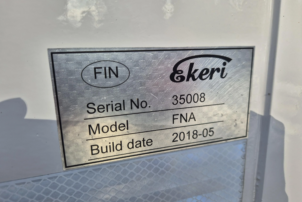 FIN Ekeri
Serial No. 35008
Model FNA
Build date 2018-05